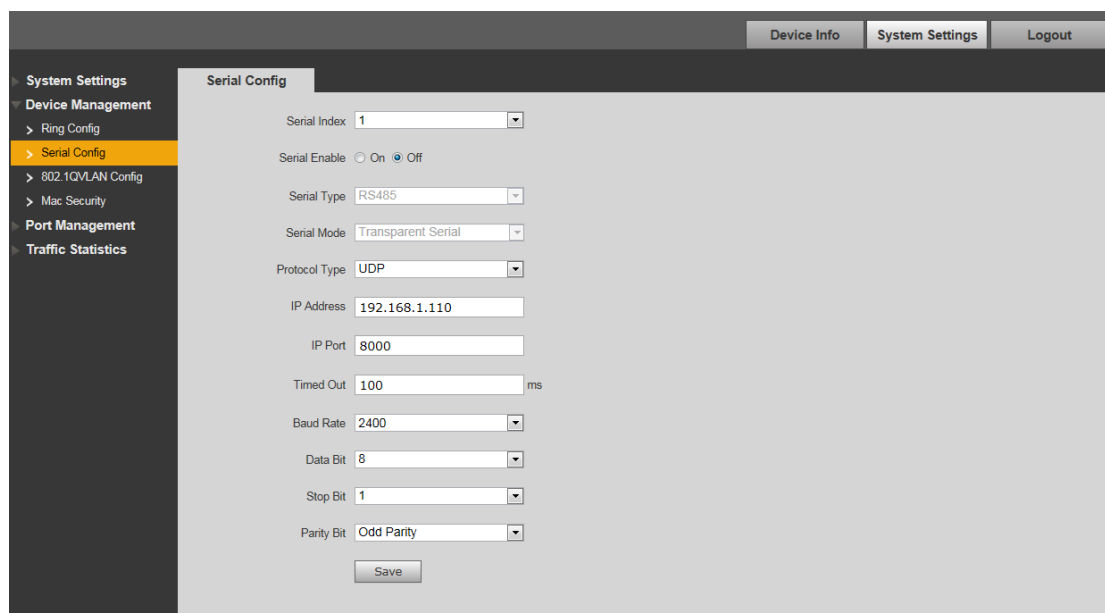 Device Info System Settings Logout
System Settings
Device Management
Ring Config
Serial Config
802.1QVLAN Config
Mac Security
Port Management
Traffic Statistics
Serial Config
Serial Index 1
Serial Enable On Off
Serial Type RS485
Serial Mode Transparent Serial
Protocol Type UDP
IP Address 192.168.1.110
IP Port 8000
Timed Out 100 ms
Baud Rate 2400
Data Bit 8
Stop Bit 1
Parity Bit Odd Parity
Save